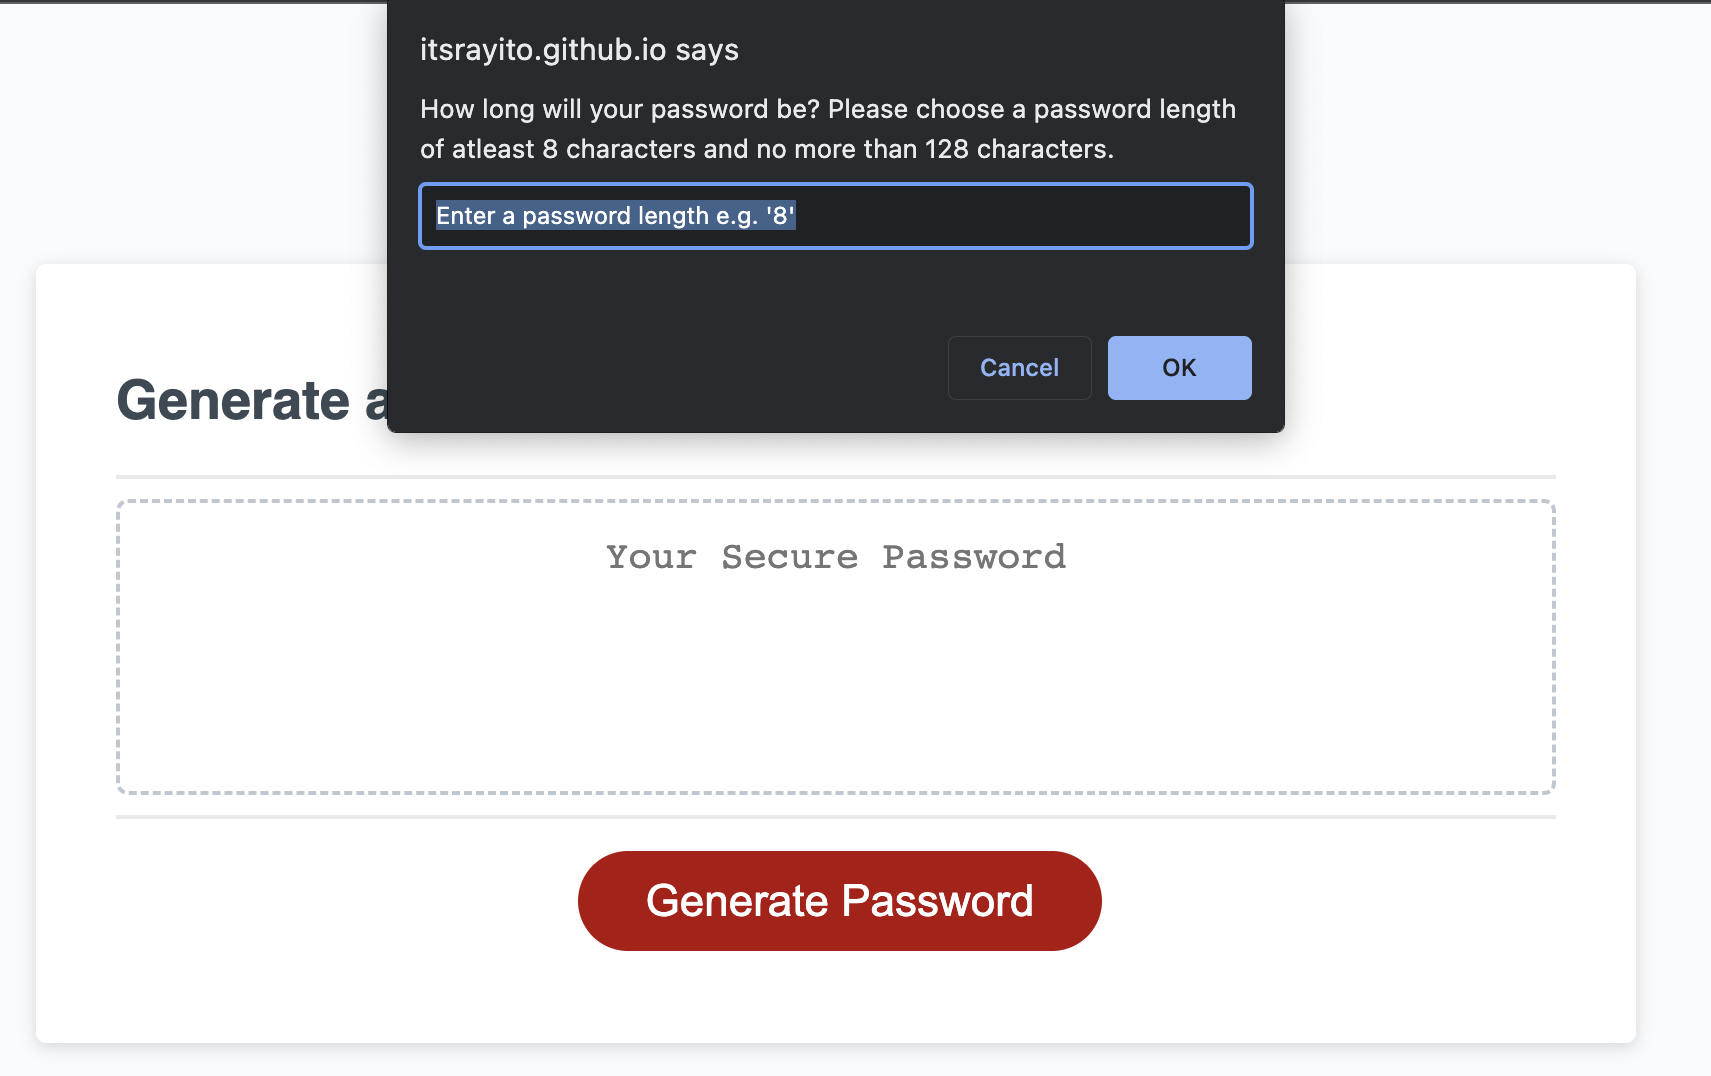 itsrayito.github.io says
How long will your password be? Please choose a password length
of atleast 8 characters and no more than 128 characters.
Enter a password length e.g. '8'
Cancel
OK
Generate
Your Secure Password
Generate Password